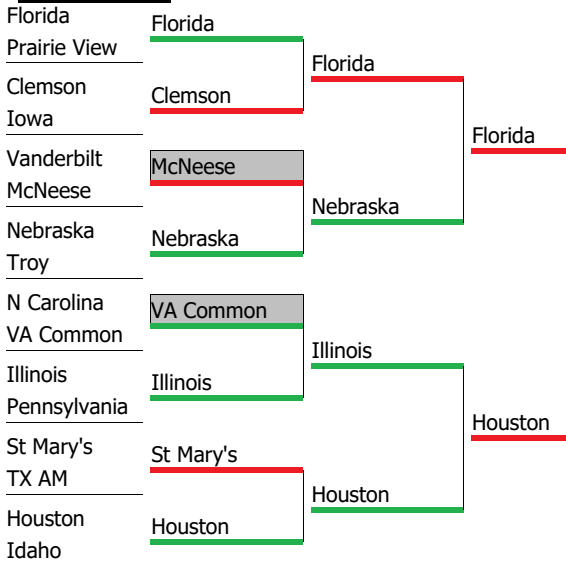 Florida
Prairie View
Clemson
Iowa
Vanderbilt
McNeese
Nebraska
Troy
N Carolina
VA Common
Illinois
Pennsylvania
St Mary's
TX AM
Houston
Idaho
Florida
Clemson
McNeese
Nebraska
VA Common
Illinois
St Mary's
Houston
Florida
Nebraska
Illinois
Houston
Florida
Houston